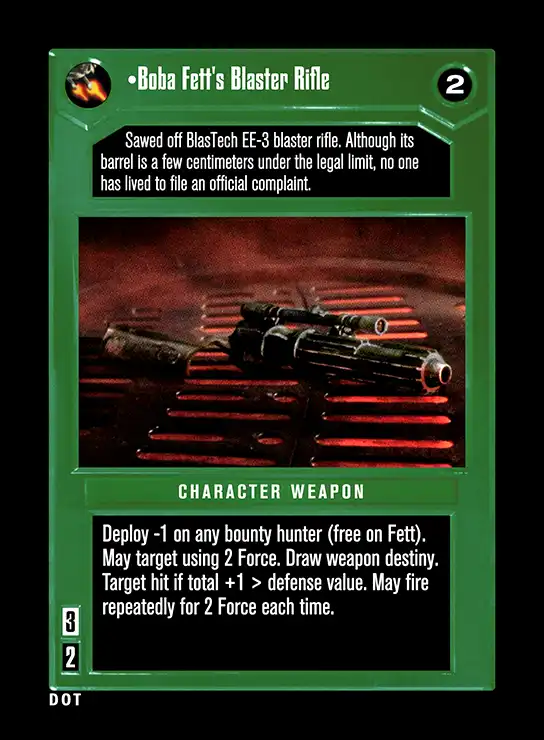 •Boba Fett's Blaster Rifle
2
Sawed off BlasTech EE-3 blaster rifle. Although its
barrel is a few centimeters under the legal limit, no one
has lived to file an official complaint.
CHARACTER WEAPON
Deploy -1 on any bounty hunter (free on Fett).
May target using 2 Force. Draw weapon destiny.
Target hit if total +1 > defense value. May fire
repeatedly for 2 Force each time.
3
2
DOT